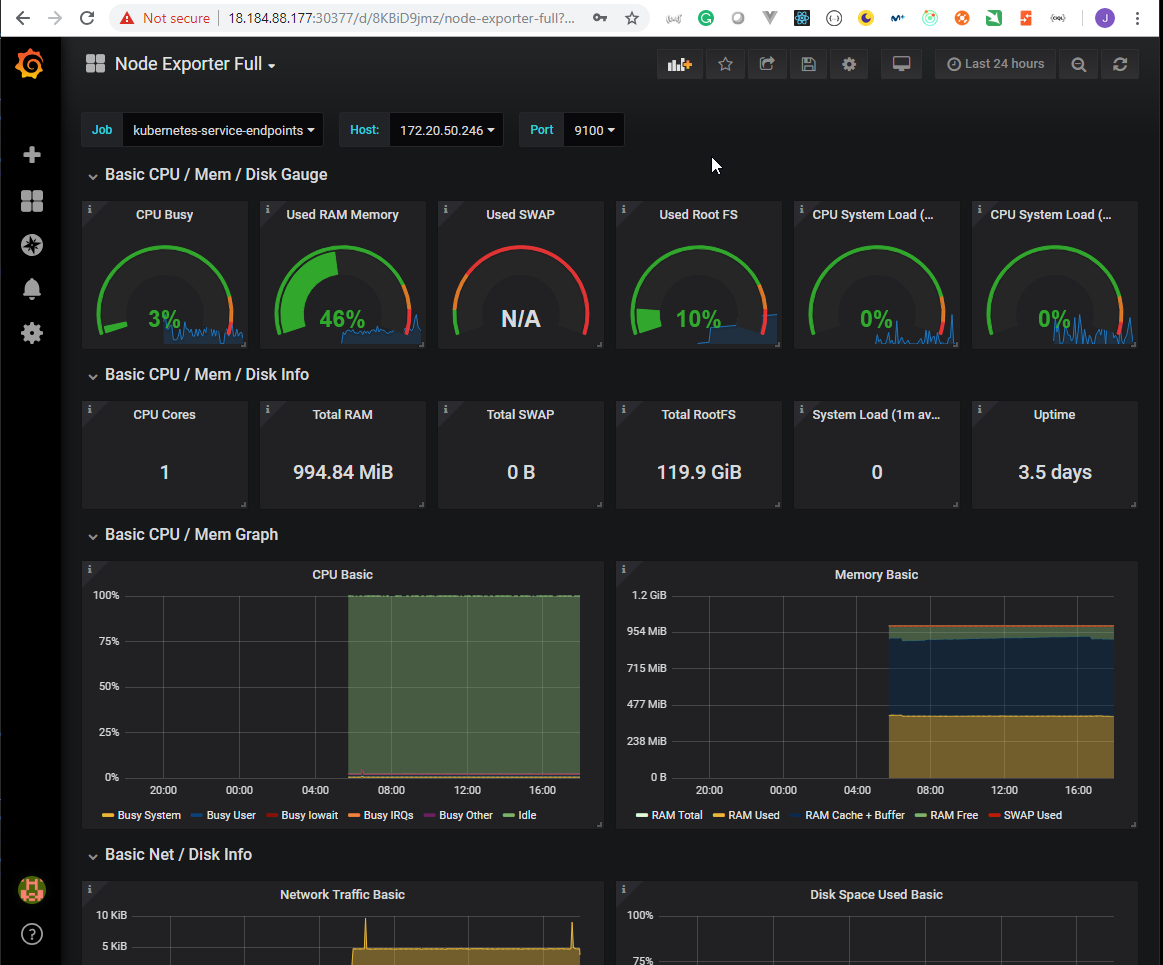 Not secure | 18.184.88.177:30377/d/8KBiD9jmz/node-exporter-full?...
J
Node Exporter Full
Last 24 hours
Job kubernetes-service-endpoints Host: 172.20.50.246 Port 9100
Basic CPU / Mem / Disk Gauge
CPU Busy Used RAM Memory Used SWAP Used Root FS CPU System Load (... CPU System Load (...
3% 46% N/A 10% 0% 0%
Basic CPU / Mem / Disk Info
CPU Cores Total RAM Total SWAP Total RootFS System Load (1m av... Uptime
1 994.84 MiB 0 B 119.9 GiB 0 3.5 days
Basic CPU / Mem Graph
CPU Basic
100%
75%
50%
25%
0%
20:00 00:00 04:00 08:00 12:00 16:00
Busy System Busy User Busy Iowait Busy IRQs Busy Other Idle
Memory Basic
1.2 GiB
954 MiB
715 MiB
477 MiB
238 MiB
0 B
20:00 00:00 04:00 08:00 12:00 16:00
RAM Total RAM Used RAM Cache + Buffer RAM Free SWAP Used
Basic Net / Disk Info
Network Traffic Basic
10 KiB
5 KiB
Disk Space Used Basic
100%
75%